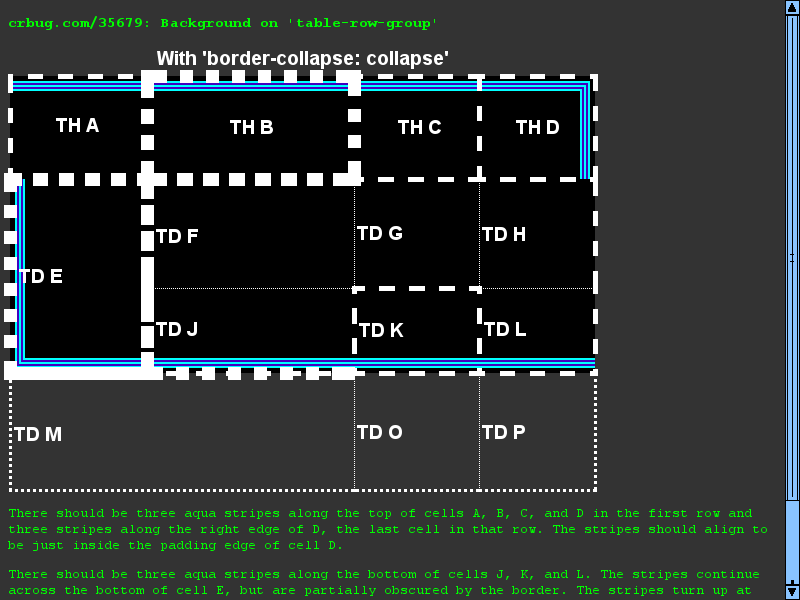 crbug.com/35679: Background on 'table-row-group'
With 'border-collapse: collapse'
TH A TH B TH C TH D
TD E TD F TD G TD H
TD J TD K TD L
TD M TD O TD P
There should be three aqua stripes along the top of cells A, B, C, and D in the first row and
three stripes along the right edge of D, the last cell in that row. The stripes should align to
be just inside the padding edge of cell D.
There should be three aqua stripes along the bottom of cells J, K, and L. The stripes continue
across the bottom of cell E, but are partially obscured by the border. The stripes turn up at